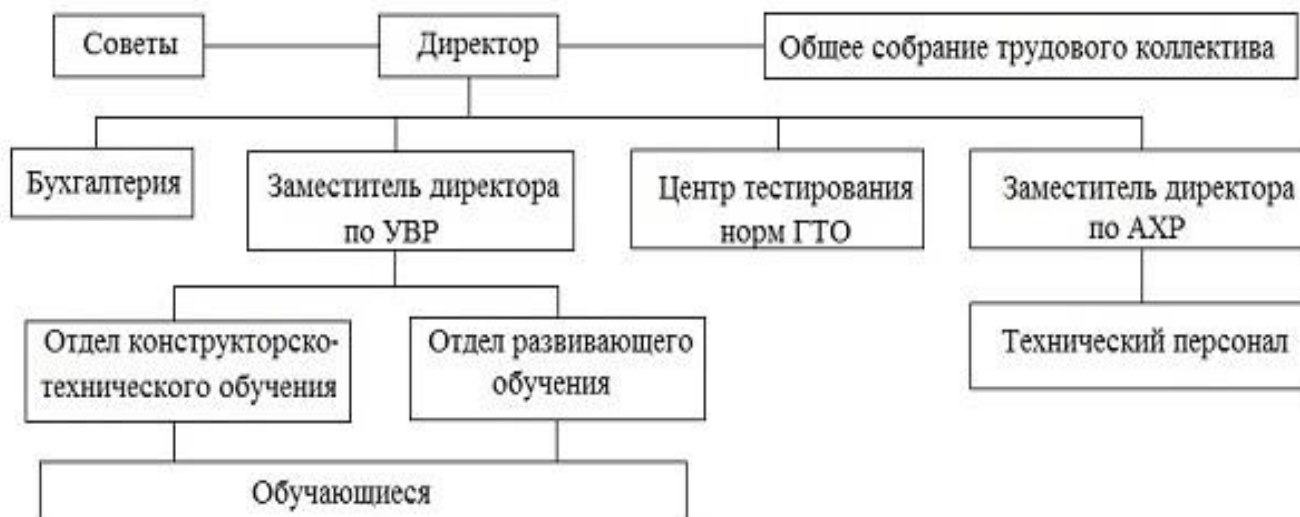 Советы
Директор
Общее собрание трудового коллектива
Бухгалтерия
Заместитель директора
по УВР
Центр тестирования
норм ГТО
Заместитель директора
по АХР
Отдел конструкторско-
технического обучения
Отдел развивающего
обучения
Технический персонал
Обучающиеся